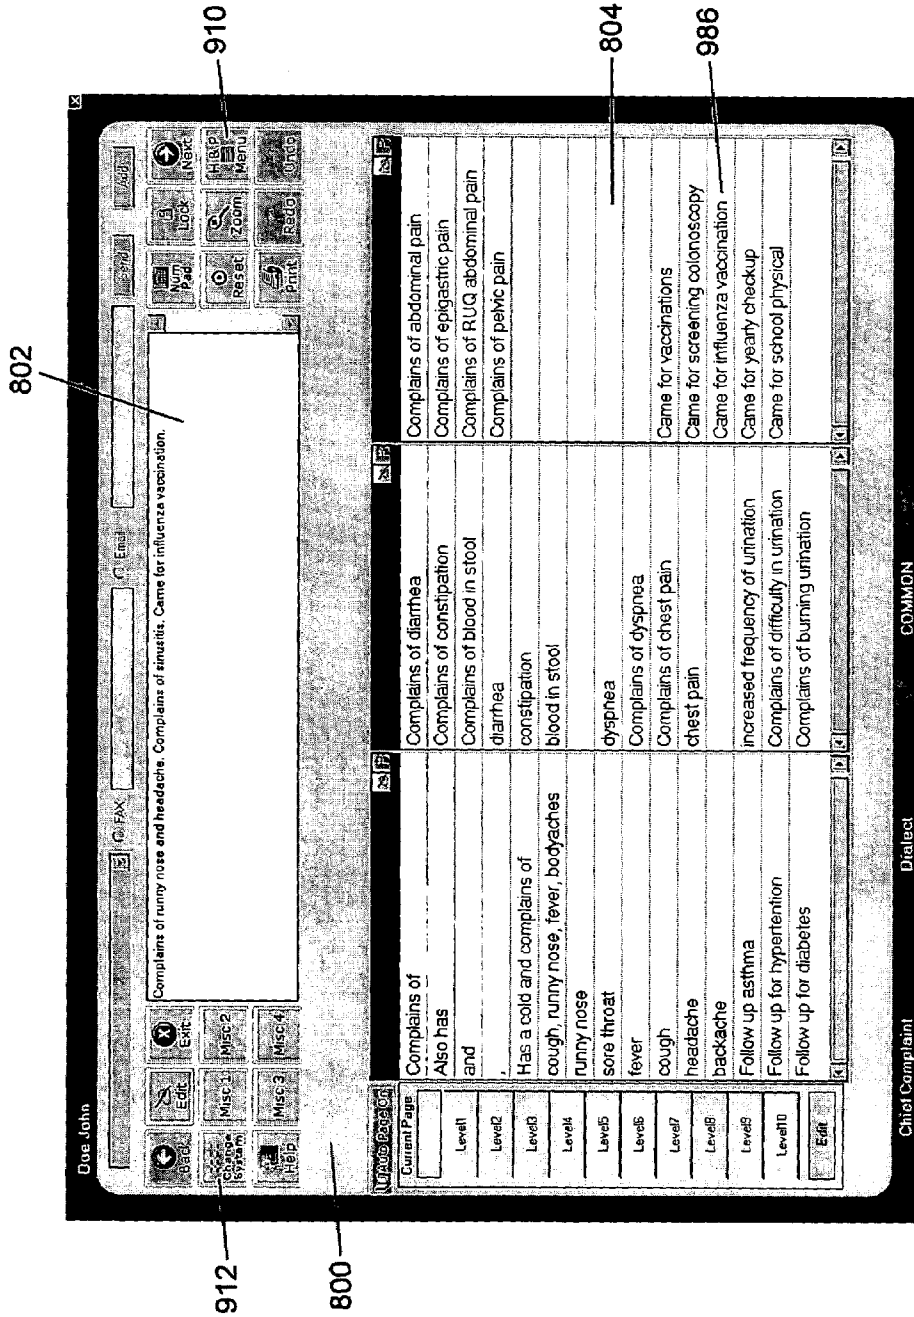 802
Doe John
FAX
Email
Send
Add
Back
Edit
Exit
Change System
Misc 1
Misc 2
Help
Misc 3
Misc 4
Complains of runny nose and headache. Complains of sinusitis. Came for influenza vaccination.
Num Pad
Lock
Next
Reset
Zoom
H&P Menu
Print
Redo
Undo
910
912
800
Auto Page On
Current Page
Level1
Level2
Level3
Level4
Level5
Level6
Level7
Level8
Level9
Level10
Edit
Complains of
Also has
and
,
Has a cold and complains of
cough, runny nose, fever, bodyaches
runny nose
sore throat
fever
cough
headache
backache
Follow up asthma
Follow up for hypertention
Follow up for diabetes
Complains of diarrhea
Complains of constipation
Complains of blood in stool
diarrhea
constipation
blood in stool
dyspnea
Complains of dyspnea
Complains of chest pain
chest pain
increased frequency of urination
Complains of difficulty in urination
Complains of burning urination
Complains of abdominal pain
Complains of epigastric pain
Complains of RUQ abdominal pain
Complains of pelvic pain
Came for vaccinations
Came for screening colonoscopy
Came for influenza vaccination
Came for yearly checkup
Came for school physical
804
986
Chief Complaint
Dialect
COMMON